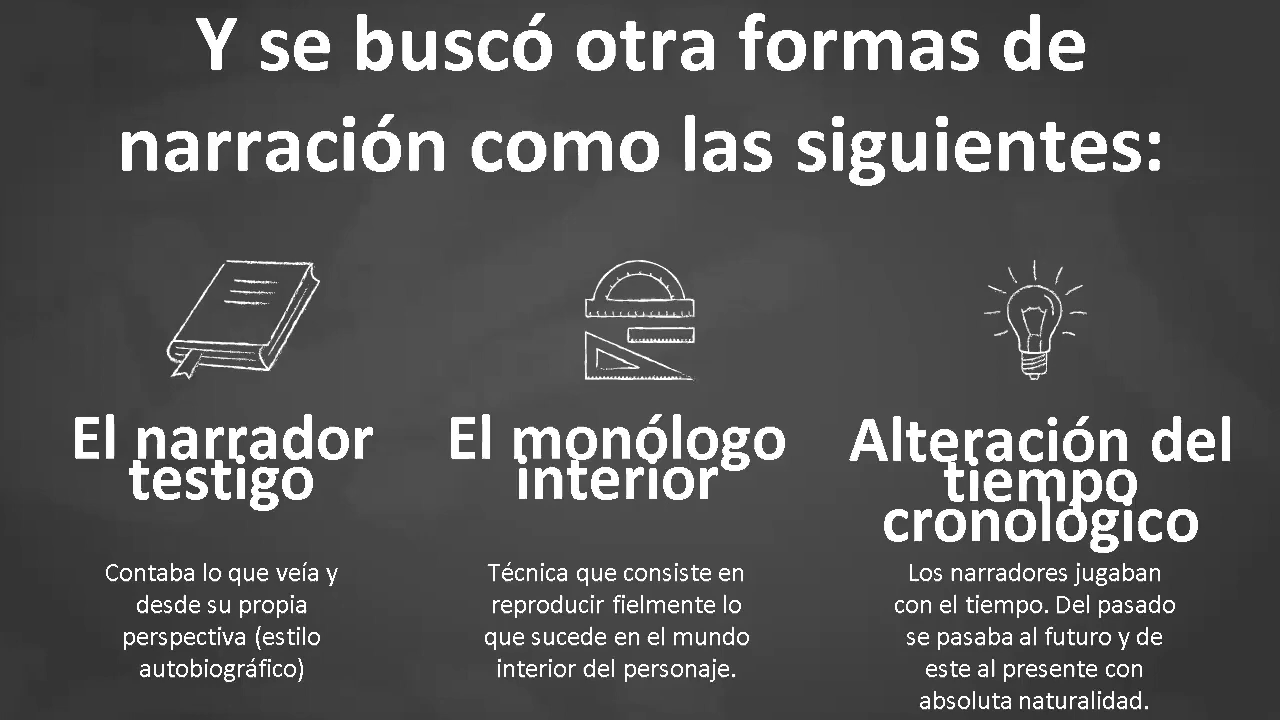 Y se buscó otra formas de
narración como las siguientes:
El narrador
testigo
Contaba lo que veía y
desde su propia
perspectiva (estilo
autobiográfico)
El monólogo
interior
Técnica que consiste en
reproducir fielmente lo
que sucede en el mundo
interior del personaje.
Alteración del
tiempo
cronológico
Los narradores jugaban
con el tiempo. Del pasado
se pasaba al futuro y de
este al presente con
absoluta naturalidad.